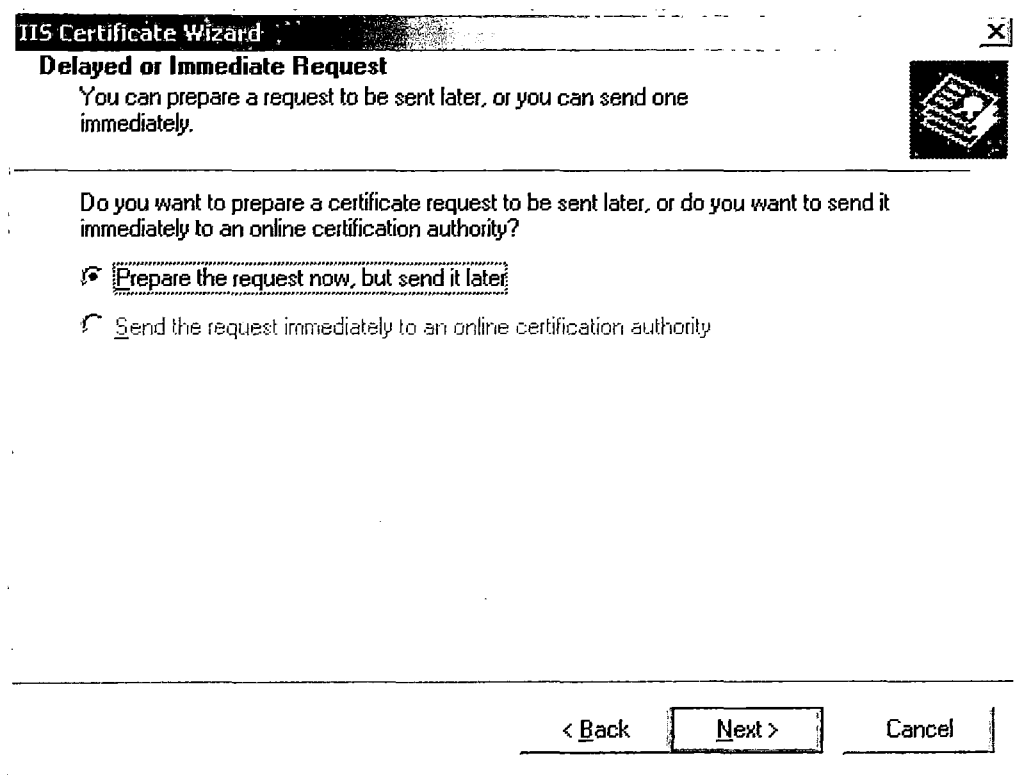 IIS Certificate Wizard
Delayed or Immediate Request
You can prepare a request to be sent later, or you can send one
immediately.
Do you want to prepare a certificate request to be sent later, or do you want to send it
immediately to an online certification authority?
Prepare the request now, but send it later
Send the request immediately to an online certification authority
< Back
Next >
Cancel